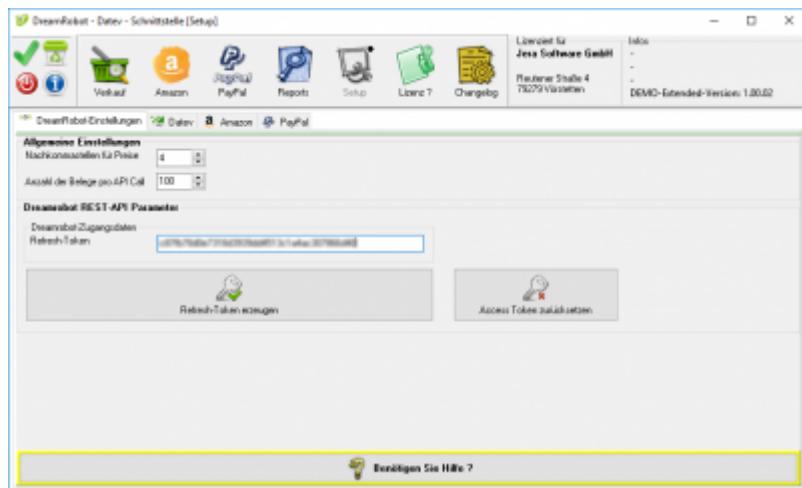 DreamRobot - Datev - Schnittstelle [Setup]
Verkauf
Amazon
PayPal
PayPal
Reports
Setup
Lizenz ?
Changelog
Lizenziert für
Jera Software GmbH
Reutener Straße 4
79279 Vörstetten
Infos
-
-
-
DEMO-Extended-Version: 1.00.02
DreamRobot-Einstellungen
Datev
Amazon
PayPal
Allgemeine Einstellungen
Nachkommastellen für Preise
4
Anzahl der Belege pro API Call
100
Dreamrobot REST-API Parameter
Dreamrobot-Zugangsdaten
Refresh-Token
Refresh-Token erzeugen
Access Token zurücksetzen
Benötigen Sie Hilfe ?